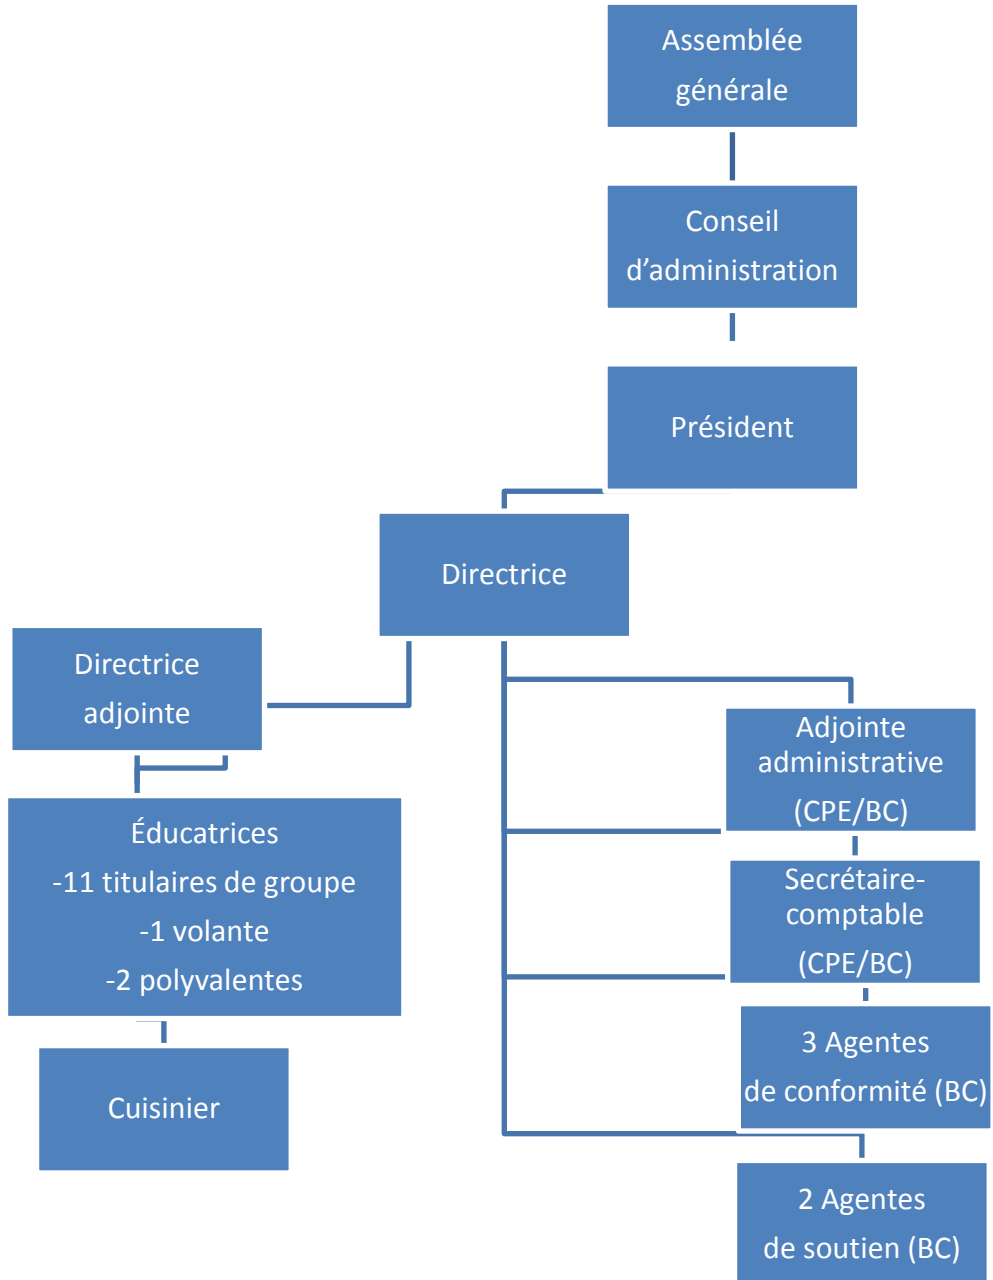 Assemblée
générale
Conseil
d’administration
Président
Directrice
Directrice
adjointe
Éducatrices
-11 titulaires de groupe
-1 volante
-2 polyvalentes
Cuisinier
Adjointe
administrative
(CPE/BC)
Secrétaire-
comptable
(CPE/BC)
3 Agentes
de conformité (BC)
2 Agentes
de soutien (BC)